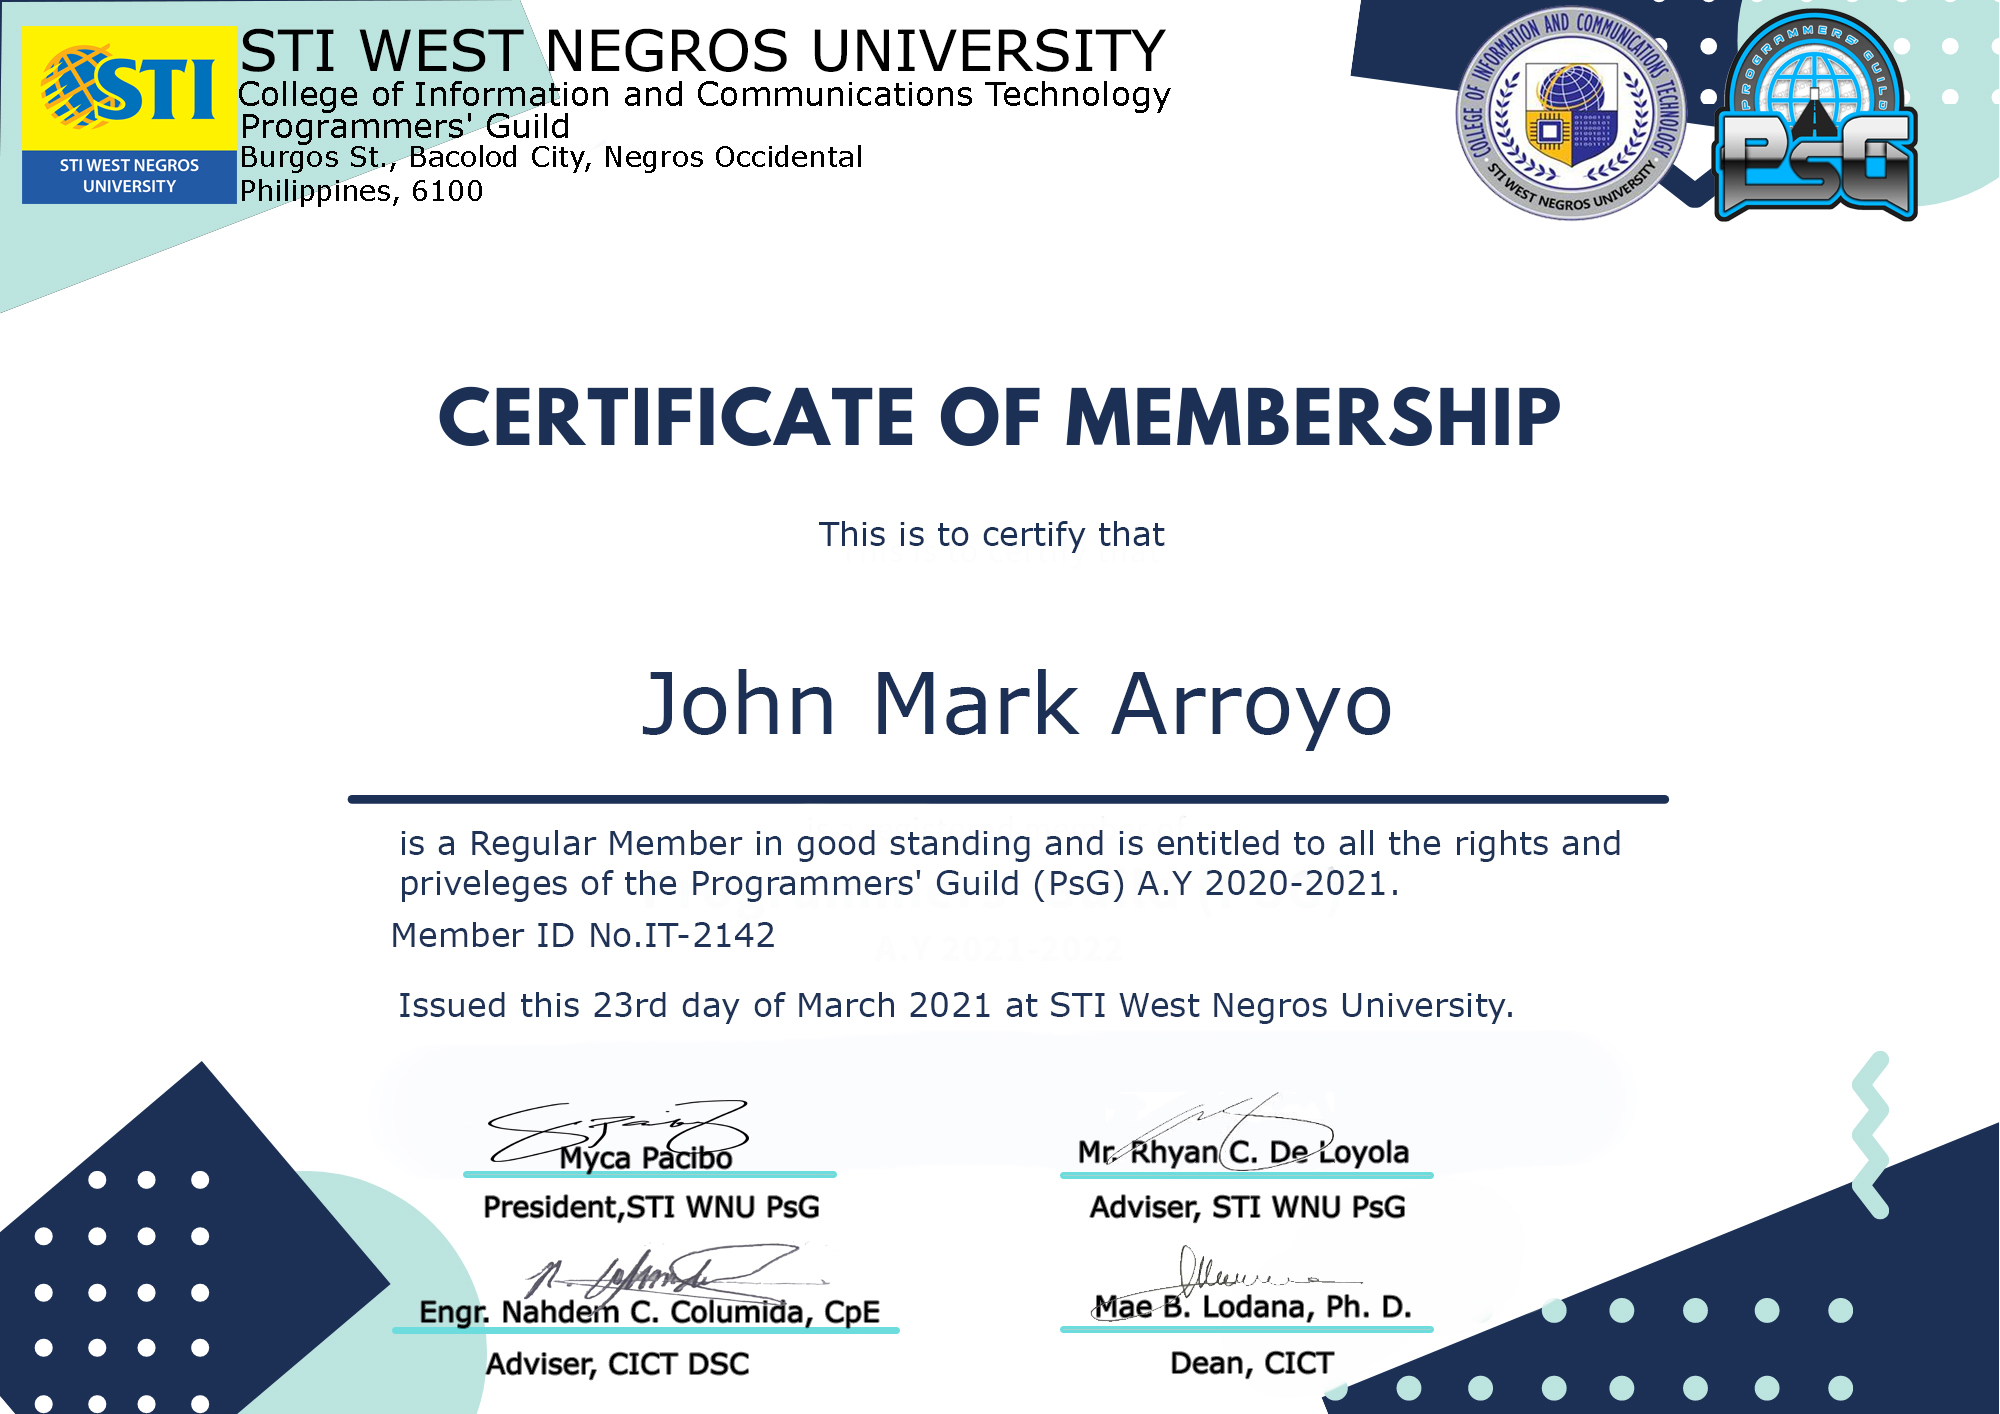 STI WEST NEGROS UNIVERSITY
College of Information and Communications Technology
Programmers' Guild
Burgos St., Bacolod City, Negros Occidental
Philippines, 6100
STI
STI WEST NEGROS
UNIVERSITY
COLLEGE OF INFORMATION AND COMMUNICATIONS TECHNOLOGY
STI WEST NEGROS UNIVERSITY
PROGRAMMERS' GUILD
PSG
CERTIFICATE OF MEMBERSHIP
This is to certify that
John Mark Arroyo
is a Regular Member in good standing and is entitled to all the rights and
priveleges of the Programmers' Guild (PsG) A.Y 2020-2021.
Member ID No.IT-2142
A.Y 2021-2022
Issued this 23rd day of March 2021 at STI West Negros University.
Myca Pacibo
President,STI WNU PsG
Mr. Rhyan C. De Loyola
Adviser, STI WNU PsG
Engr. Nahdem C. Columida, CpE
Adviser, CICT DSC
Mae B. Lodana, Ph. D.
Dean, CICT